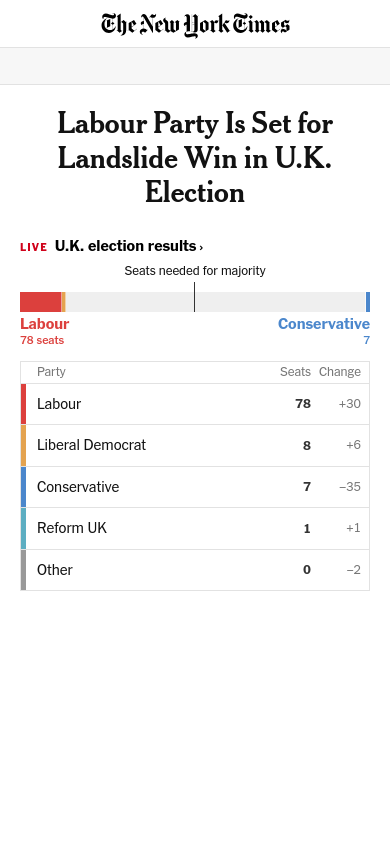 The New York Times
Labour Party Is Set for
Landslide Win in U.K.
Election
LIVE U.K. election results ›
Seats needed for majority
Labour Conservative
78 seats 7
Party Seats Change
Labour 78 +30
Liberal Democrat 8 +6
Conservative 7 –35
Reform UK 1 +1
Other 0 –2